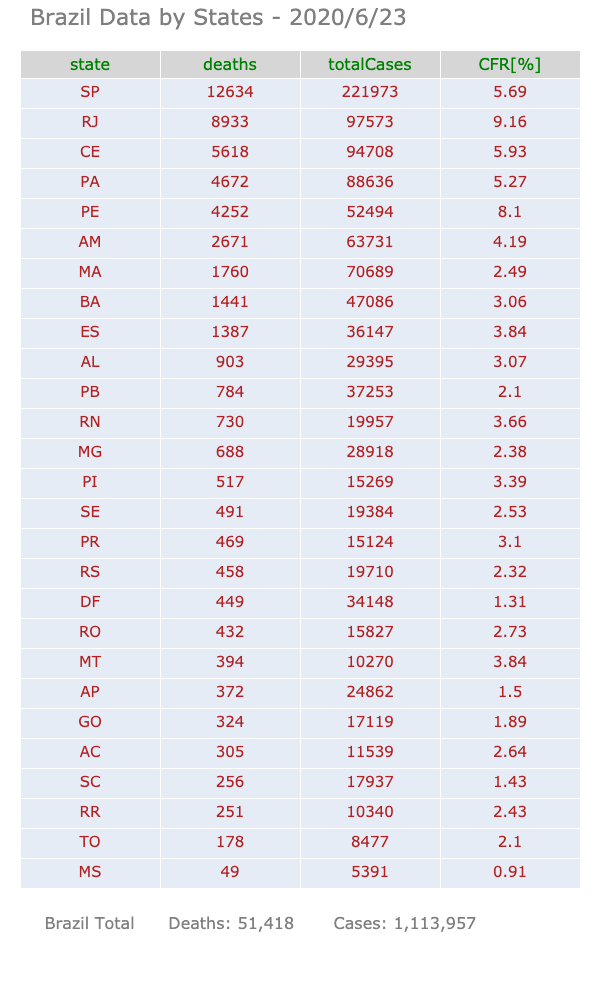 Brazil Data by States - 2020/6/23
state deaths totalCases CFR[%]
SP 12634 221973 5.69
RJ 8933 97573 9.16
CE 5618 94708 5.93
PA 4672 88636 5.27
PE 4252 52494 8.1
AM 2671 63731 4.19
MA 1760 70689 2.49
BA 1441 47086 3.06
ES 1387 36147 3.84
AL 903 29395 3.07
PB 784 37253 2.1
RN 730 19957 3.66
MG 688 28918 2.38
PI 517 15269 3.39
SE 491 19384 2.53
PR 469 15124 3.1
RS 458 19710 2.32
DF 449 34148 1.31
RO 432 15827 2.73
MT 394 10270 3.84
AP 372 24862 1.5
GO 324 17119 1.89
AC 305 11539 2.64
SC 256 17937 1.43
RR 251 10340 2.43
TO 178 8477 2.1
MS 49 5391 0.91
Brazil Total Deaths: 51,418 Cases: 1,113,957